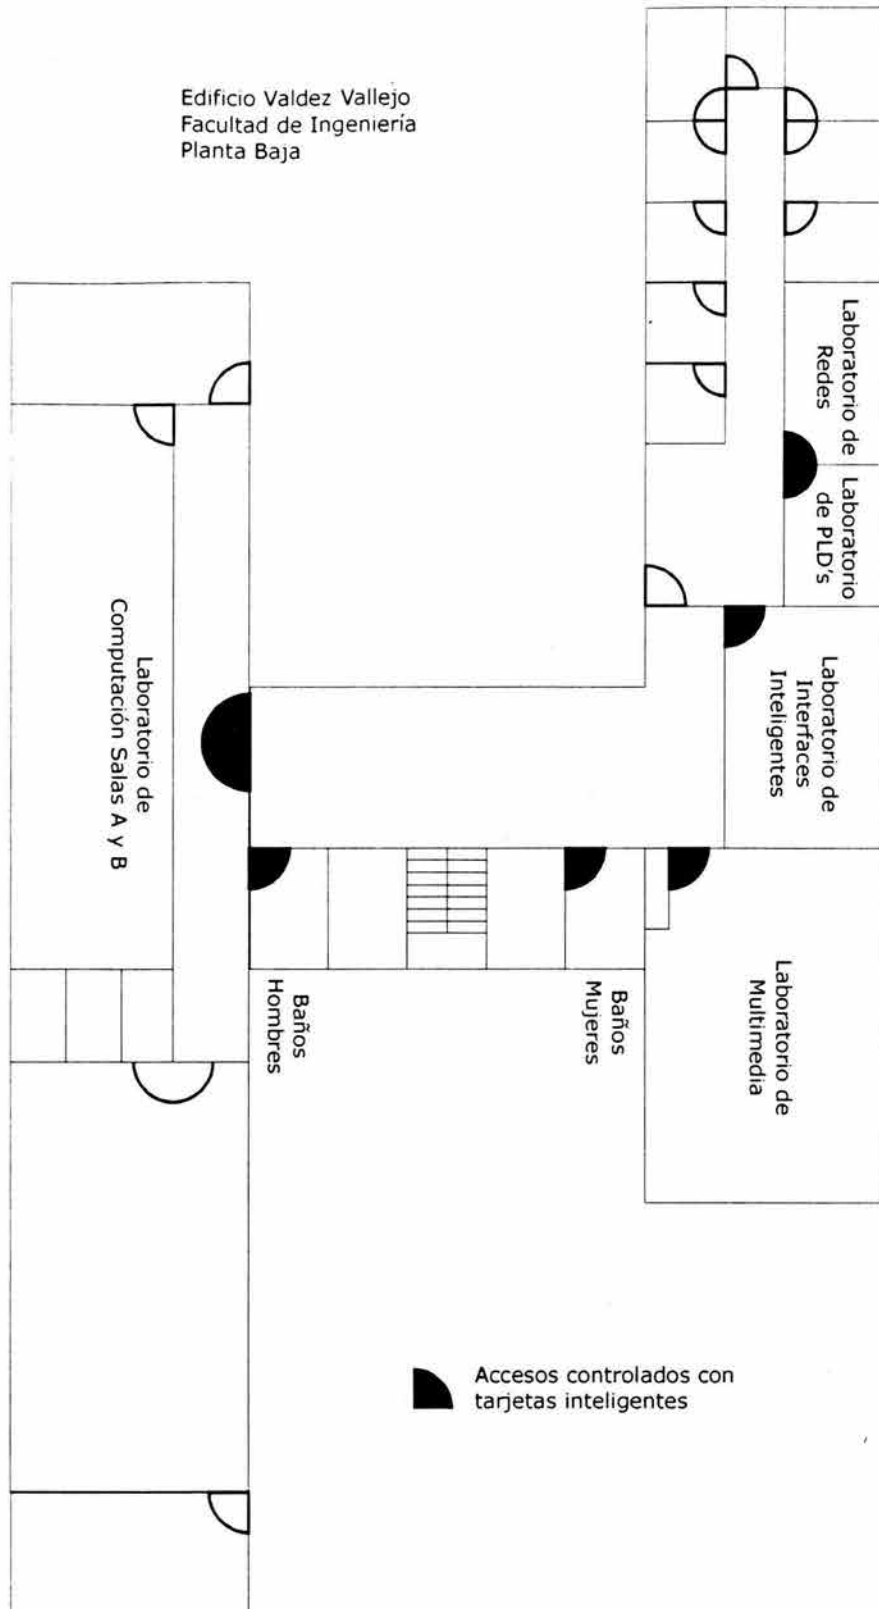 Edificio Valdez Vallejo
Facultad de Ingeniería
Planta Baja
Laboratorio de
Redes
Laboratorio
de PLD's
Laboratorio de
Interfaces
Inteligentes
Laboratorio de
Computación Salas A y B
Baños
Hombres
Baños
Mujeres
Laboratorio de
Multimedia
Accesos controlados con
tarjetas inteligentes